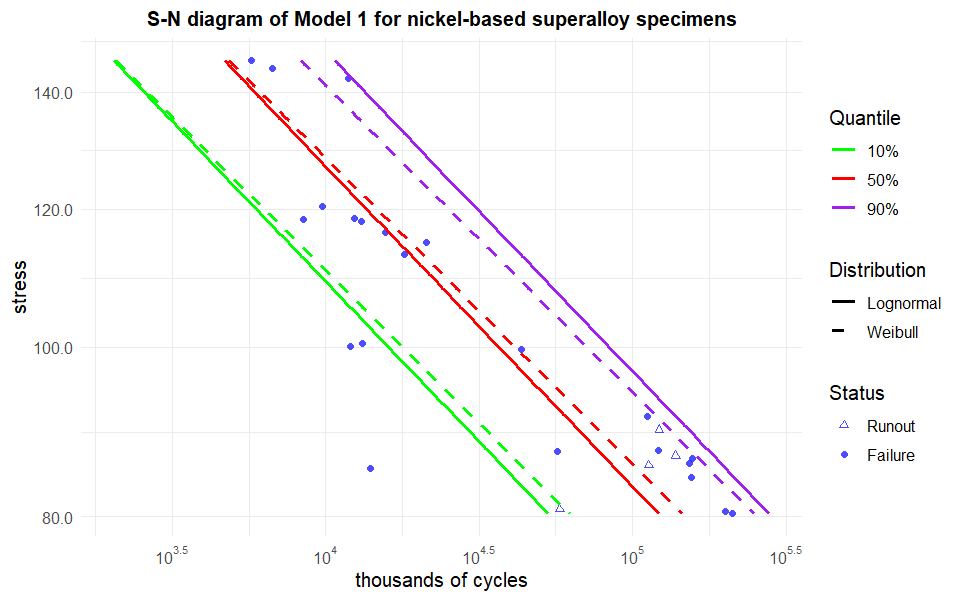 S-N diagram of Model 1 for nickel-based superalloy specimens
stress
140.0
120.0
100.0
80.0
10^3.5
10^4
10^4.5
10^5
10^5.5
thousands of cycles
Quantile
10%
50%
90%
Distribution
Lognormal
Weibull
Status
Runout
Failure